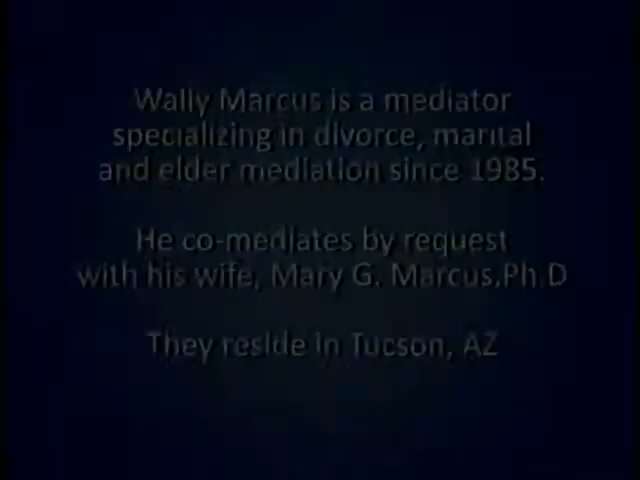 Wally Marcus is a mediator
specializing in divorce, marital
and elder mediation since 1985.
He co-mediates by request
with his wife, Mary G. Marcus,Ph.D
They reside in Tucson, AZ